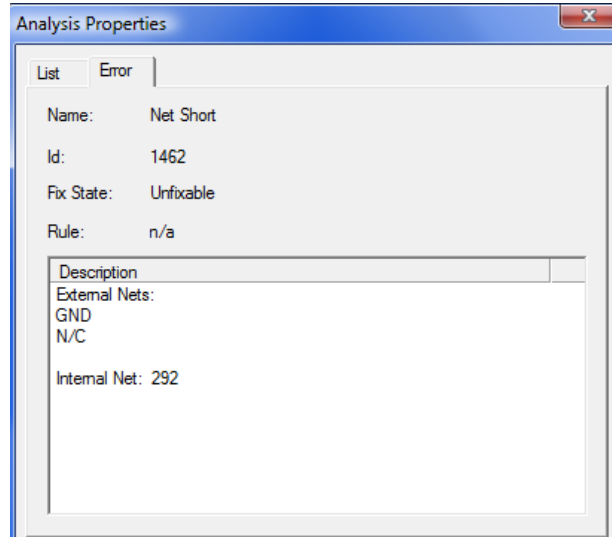 Analysis Properties
List Error
Name: Net Short
Id: 1462
Fix State: Unfixable
Rule: n/a
Description
External Nets:
GND
N/C
Internal Net: 292